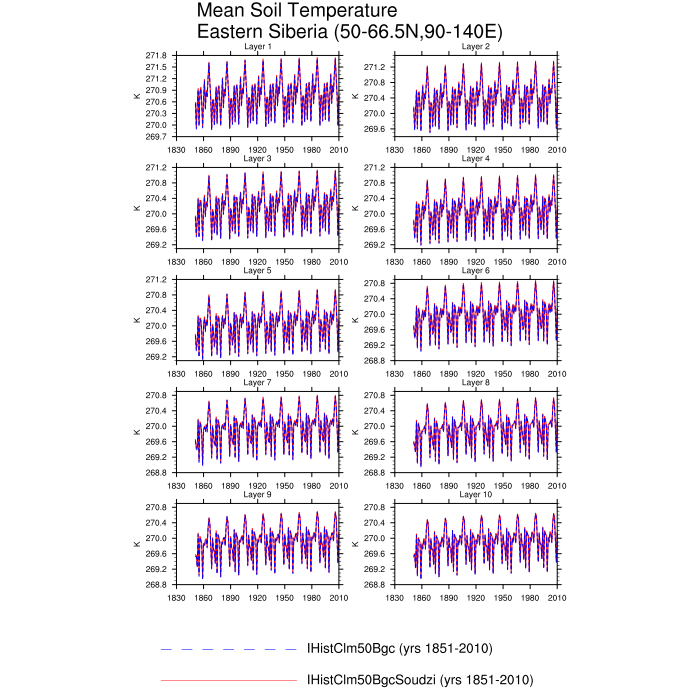 Mean Soil Temperature
Eastern Siberia (50-66.5N,90-140E)
Layer 1
271.8
271.5
271.2
270.9
270.6
270.3
270.0
269.7
K
1830 1860 1890 1920 1950 1980 2010
Layer 2
271.2
270.8
270.4
270.0
269.6
K
1830 1860 1890 1920 1950 1980 2010
Layer 3
271.2
270.8
270.4
270.0
269.6
269.2
K
1830 1860 1890 1920 1950 1980 2010
Layer 4
271.2
270.8
270.4
270.0
269.6
269.2
K
1830 1860 1890 1920 1950 1980 2010
Layer 5
271.2
270.8
270.4
270.0
269.6
269.2
K
1830 1860 1890 1920 1950 1980 2010
Layer 6
270.8
270.4
270.0
269.6
269.2
268.8
K
1830 1860 1890 1920 1950 1980 2010
Layer 7
270.8
270.4
270.0
269.6
269.2
268.8
K
1830 1860 1890 1920 1950 1980 2010
Layer 8
270.8
270.4
270.0
269.6
269.2
268.8
K
1830 1860 1890 1920 1950 1980 2010
Layer 9
270.8
270.4
270.0
269.6
269.2
268.8
K
1830 1860 1890 1920 1950 1980 2010
Layer 10
270.8
270.4
270.0
269.6
269.2
268.8
K
1830 1860 1890 1920 1950 1980 2010
IHistClm50Bgc (yrs 1851-2010)
IHistClm50BgcSoudzi (yrs 1851-2010)